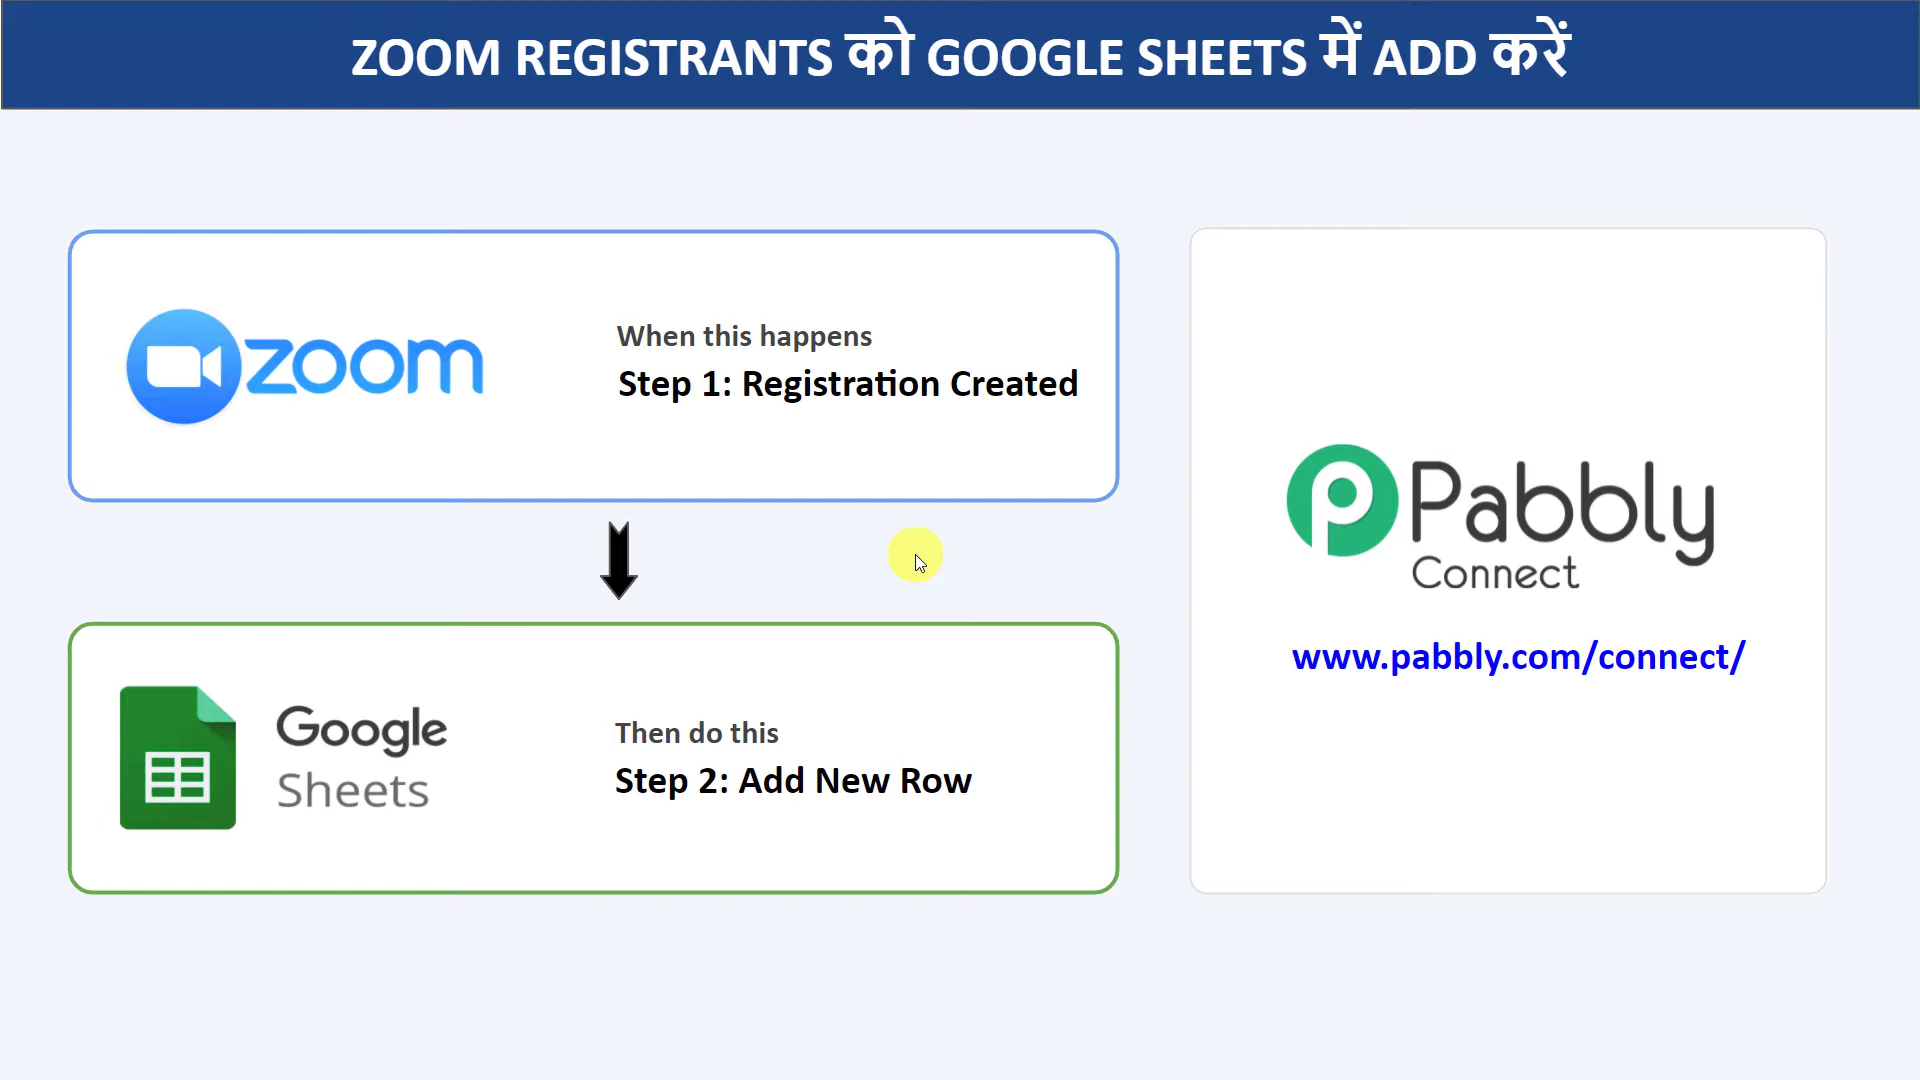 ZOOM REGISTRANTS को GOOGLE SHEETS में ADD करें
zoom
When this happens
Step 1: Registration Created
Google
Sheets
Then do this
Step 2: Add New Row
Pabbly
Connect
www.pabbly.com/connect/